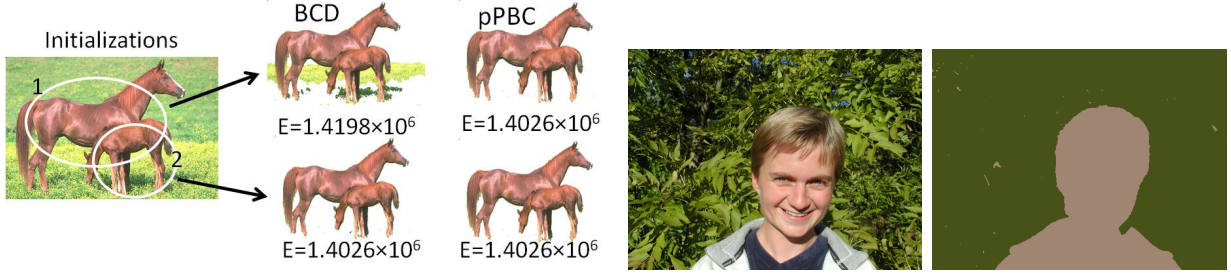 Initializations
1
2
BCD
pPBC
E=1.4198×10⁶
E=1.4026×10⁶
E=1.4026×10⁶
E=1.4026×10⁶